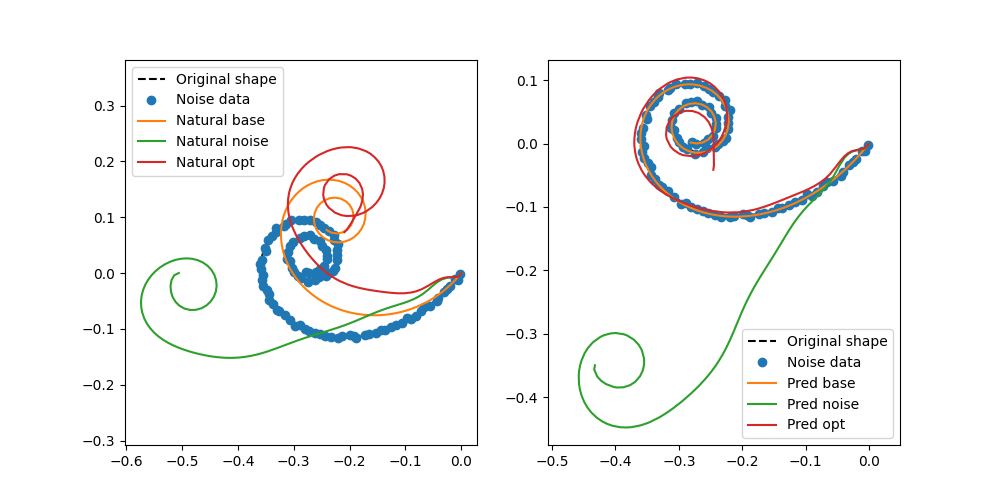 Original shape
Noise data
Natural base
Natural noise
Natural opt
0.3
0.2
0.1
0.0
−0.1
−0.2
−0.3
−0.6
−0.5
−0.4
−0.3
−0.2
−0.1
0.0
0.1
0.0
−0.1
−0.2
−0.3
−0.4
Original shape
Noise data
Pred base
Pred noise
Pred opt
−0.5
−0.4
−0.3
−0.2
−0.1
0.0